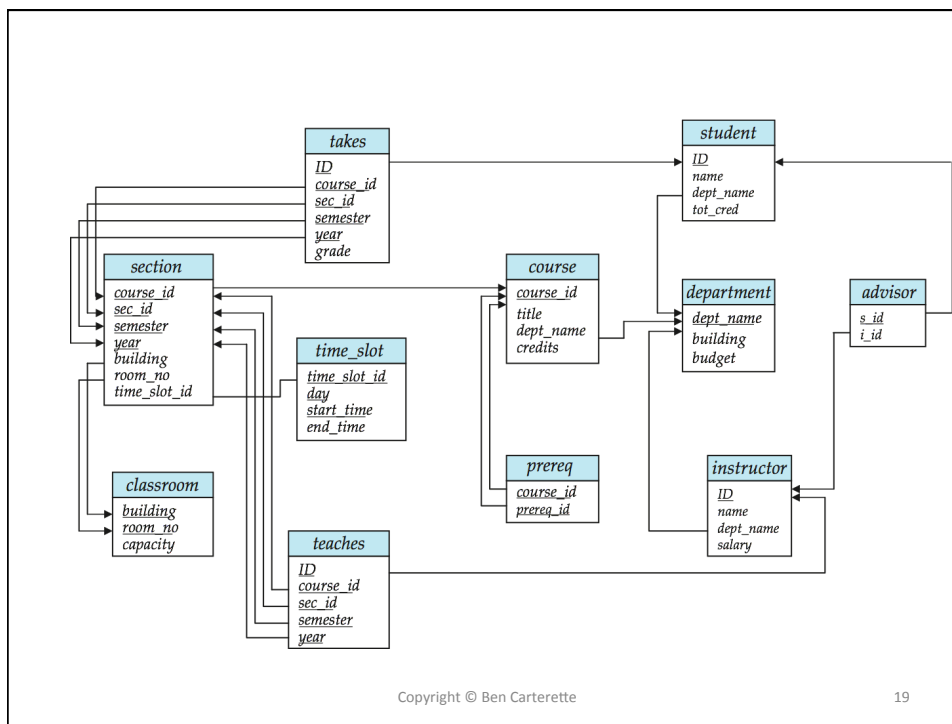 takes
ID
course_id
sec_id
semester
year
grade
student
ID
name
dept_name
tot_cred
section
course_id
sec_id
semester
year
building
room_no
time_slot_id
course
course_id
title
dept_name
credits
department
dept_name
building
budget
advisor
s_id
i_id
time_slot
time_slot_id
day
start_time
end_time
prereq
course_id
prereq_id
instructor
ID
name
dept_name
salary
classroom
building
room_no
capacity
teaches
ID
course_id
sec_id
semester
year
Copyright © Ben Carterette
19